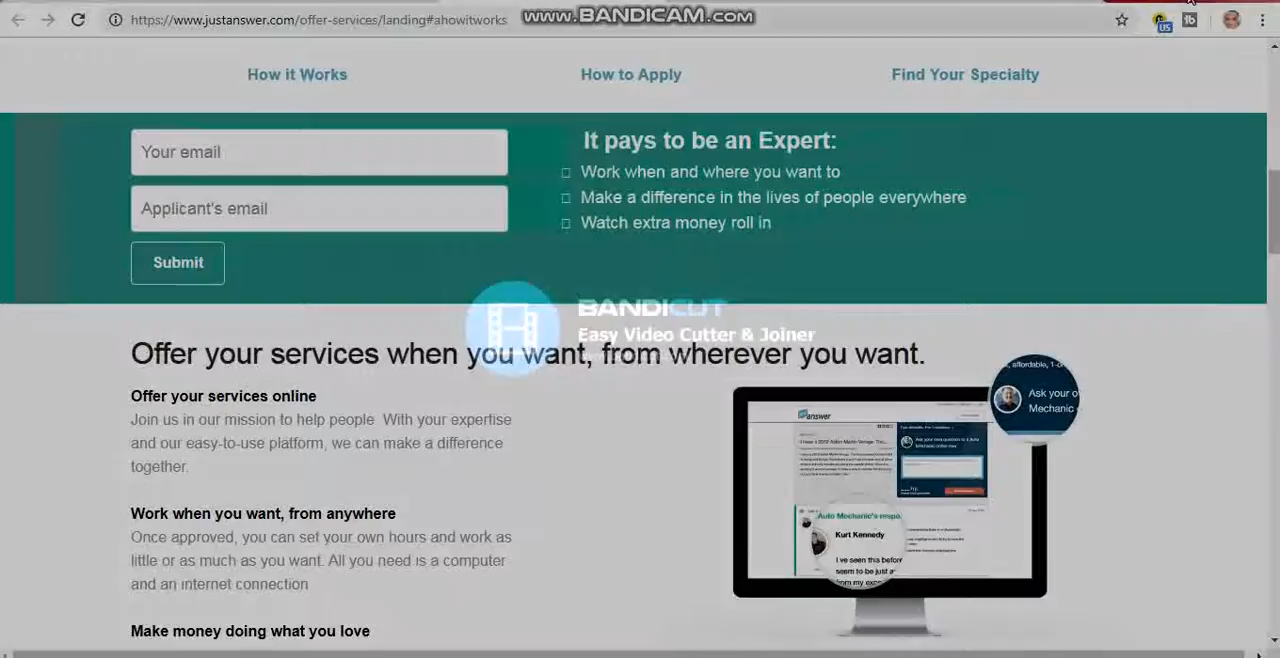 https://www.justanswer.com/offer-services/landing#ahowitworks
www.BANDICAM.com
US
How it Works
How to Apply
Find Your Specialty
Your email
Applicant's email
Submit
It pays to be an Expert:
Work when and where you want to
Make a difference in the lives of people everywhere
Watch extra money roll in
BANDICUT
Easy Video Cutter & Joiner
Offer your services when you want, from wherever you want.
Offer your services online
Join us in our mission to help people With your expertise
and our easy-to-use platform, we can make a difference
together.
Work when you want, from anywhere
Once approved, you can set your own hours and work as
little or as much as you want. All you need is a computer
and an internet connection
Make money doing what you love
, affordable, 1-o
Ask your o
Mechanic
answer
Auto Mechanic's respo
Kurt Kennedy
I've seen this before
seem to be just a
from my expe